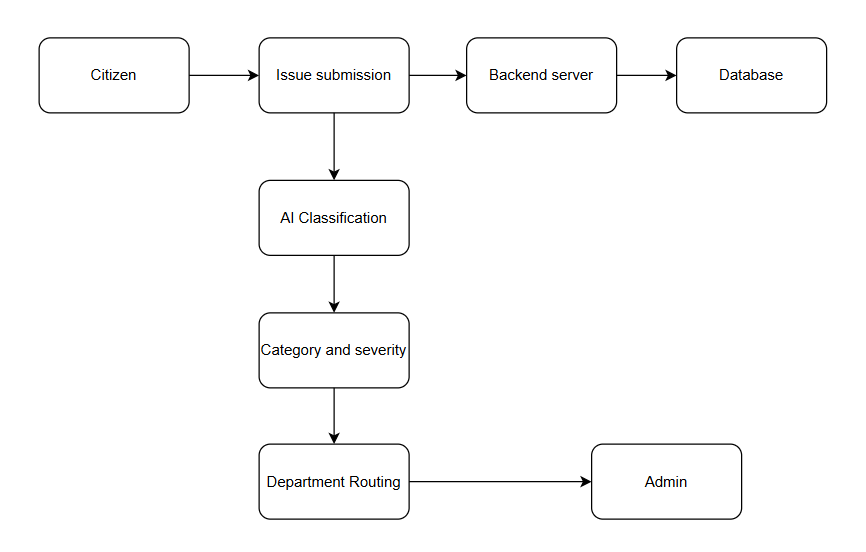 Citizen
Issue submission
Backend server
Database
AI Classification
Category and severity
Department Routing
Admin